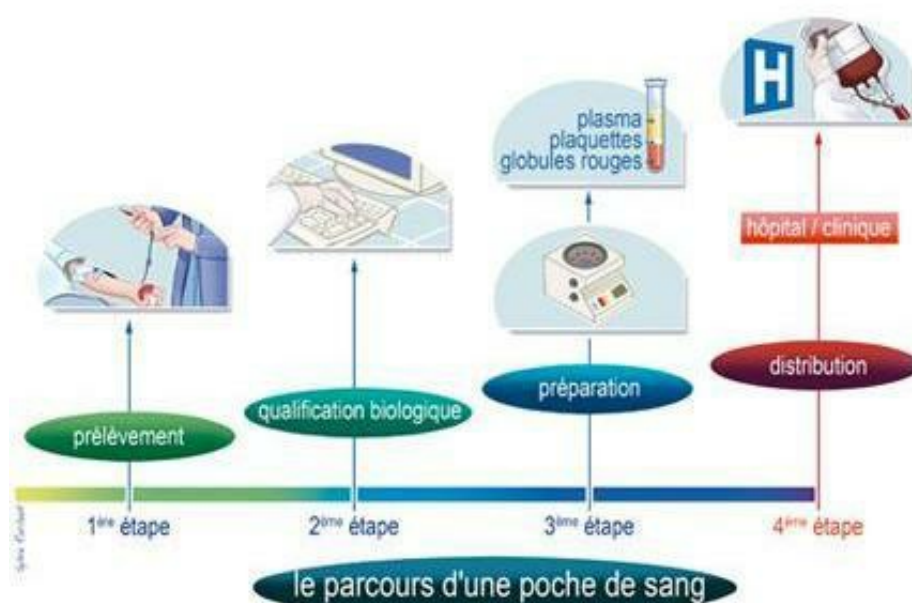 H
plasma
plaquettes
globules rouges
hôpital / clinique
distribution
préparation
qualification biologique
prélèvement
1ère étape
2ème étape
3ème étape
4ème étape
le parcours d'une poche de sang